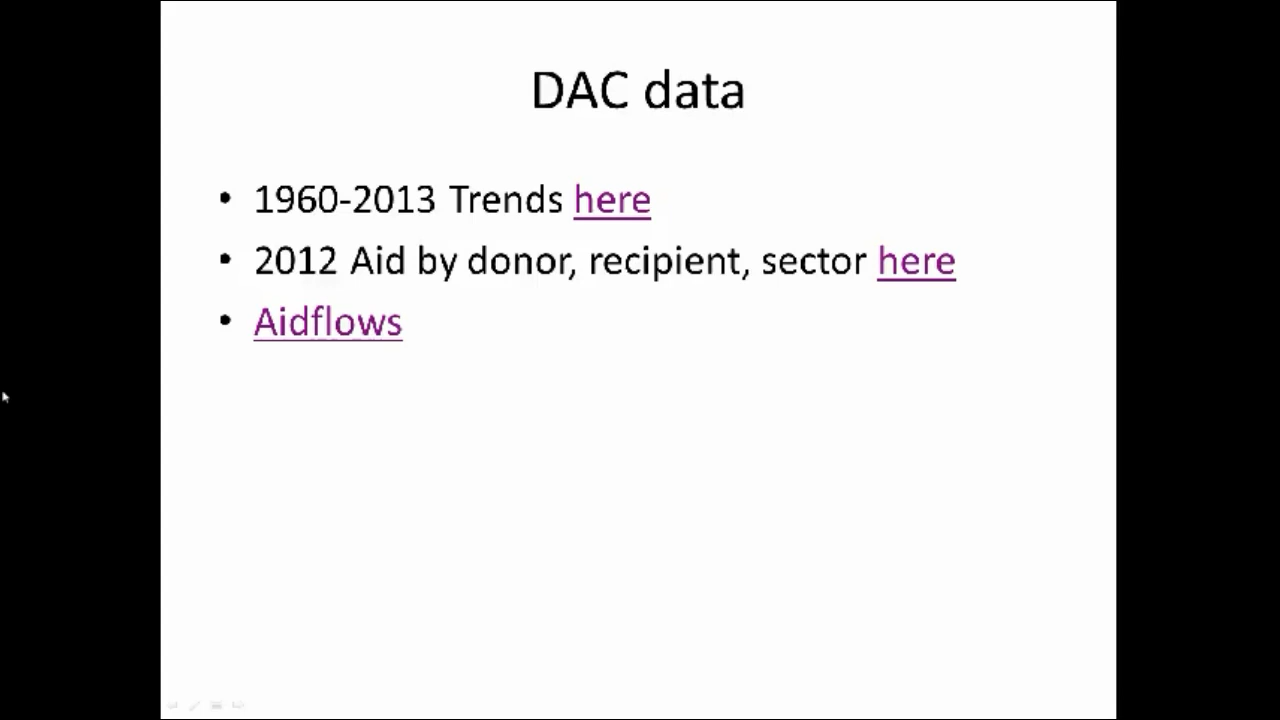 DAC data
• 1960-2013 Trends here
• 2012 Aid by donor, recipient, sector here
• Aidflows